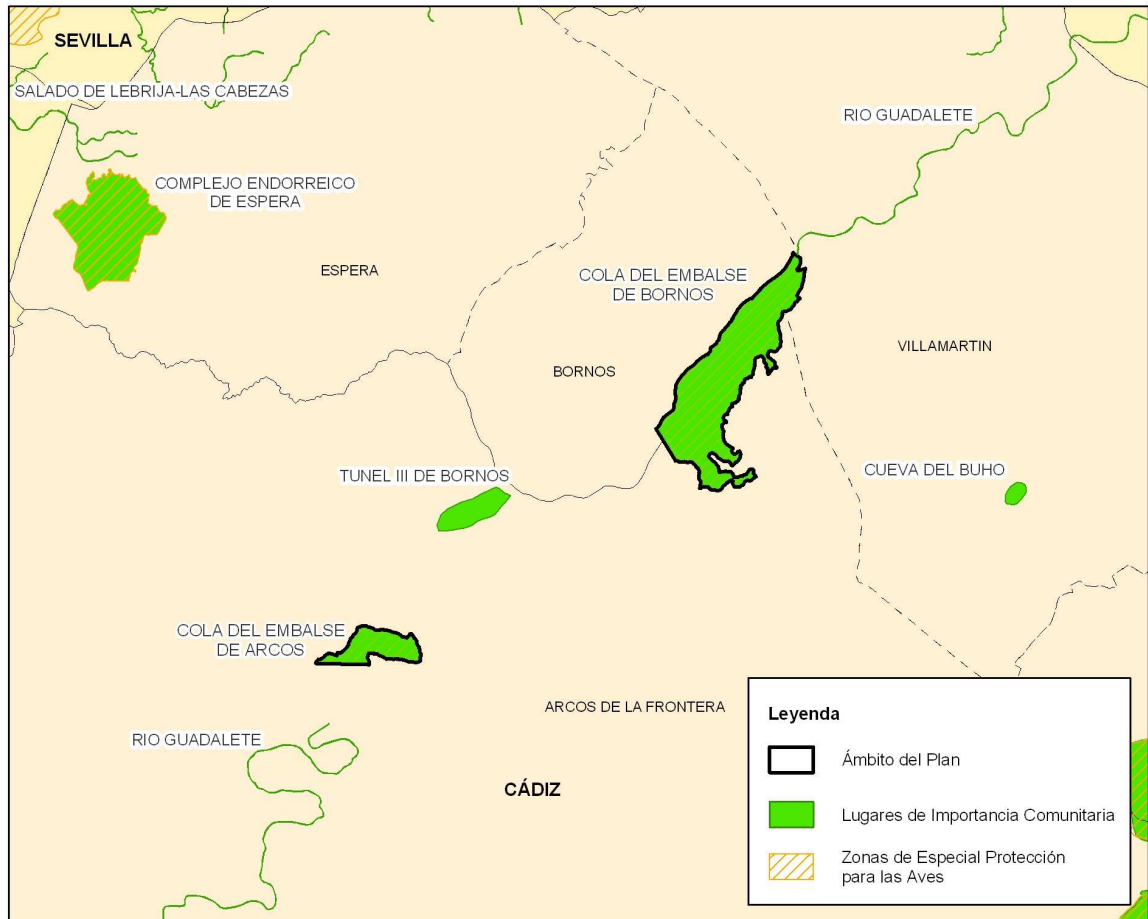 SEVILLA
SALADO DE LEBRIJA-LAS CABEZAS
RIO GUADALETE
COMPLEJO ENDORREICO
DE ESPERA
ESPERA
COLA DEL EMBALSE
DE BORNOS
VILLAMARTIN
BORNOS
TUNEL III DE BORNOS
CUEVA DEL BUHO
COLA DEL EMBALSE
DE ARCOS
ARCOS DE LA FRONTERA
RIO GUADALETE
CÁDIZ
Leyenda
Ámbito del Plan
Lugares de Importancia Comunitaria
Zonas de Especial Protección
para las Aves